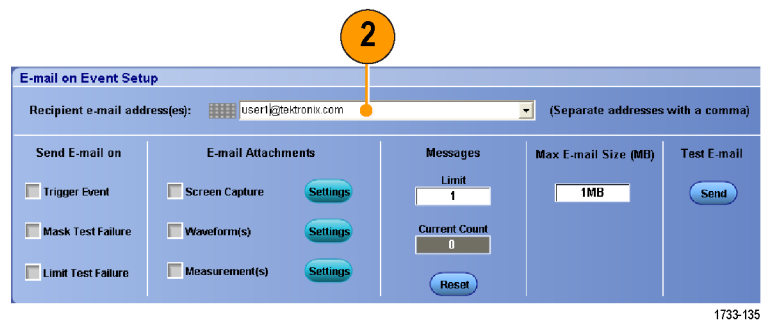 2
E-mail on Event Setup
Recipient e-mail address(es): user1@tektronix.com (Separate addresses with a comma)
Send E-mail on E-mail Attachments Messages Max E-mail Size (MB) Test E-mail
Limit
Trigger Event Screen Capture Settings 1 1MB Send
Mask Test Failure Waveform(s) Settings Current Count
0
Limit Test Failure Measurement(s) Settings Reset
1733-135